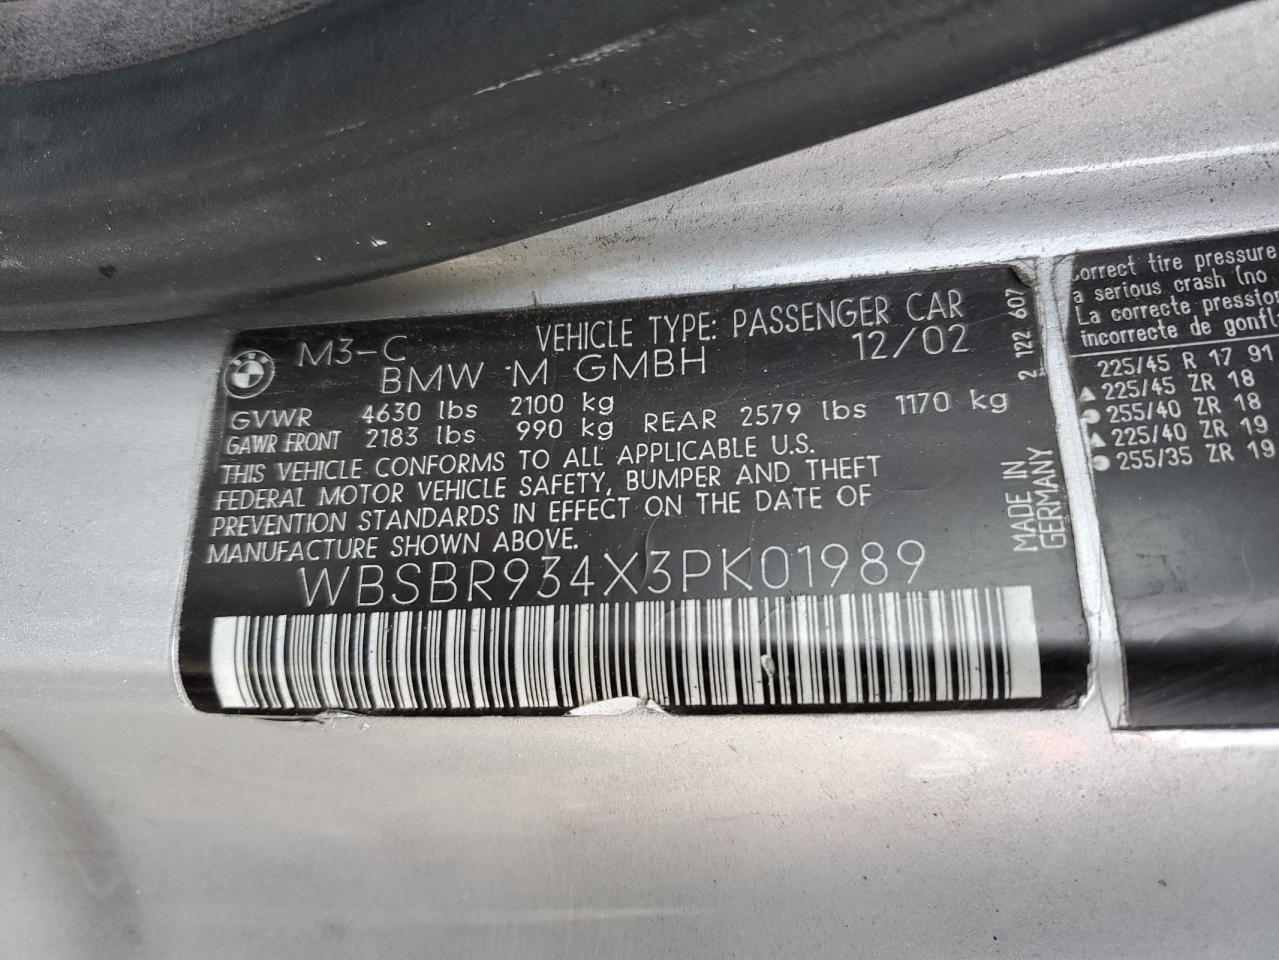 BMW
M3-C VEHICLE TYPE: PASSENGER CAR
BMW M GMBH 12/02
GVWR 4630 lbs 2100 kg
GAWR FRONT 2183 lbs 990 kg REAR 2579 lbs 1170 kg
THIS VEHICLE CONFORMS TO ALL APPLICABLE U.S.
FEDERAL MOTOR VEHICLE SAFETY, BUMPER AND THEFT
PREVENTION STANDARDS IN EFFECT ON THE DATE OF
MANUFACTURE SHOWN ABOVE.
WBSBR934X3PK01989
2 122 607
MADE IN
GERMANY
correct tire pressure
a serious crash (no
La correcte pression
incorrecte de gonfl
225/45 R 17 91
▲ 225/45 ZR 18
● 255/40 ZR 18
▲ 225/40 ZR 19
● 255/35 ZR 19